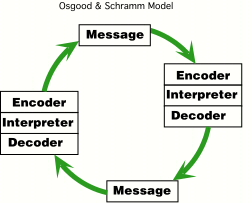 Osgood & Schramm Model
Message
Encoder
Interpreter
Decoder
Encoder
Interpreter
Decoder
Message